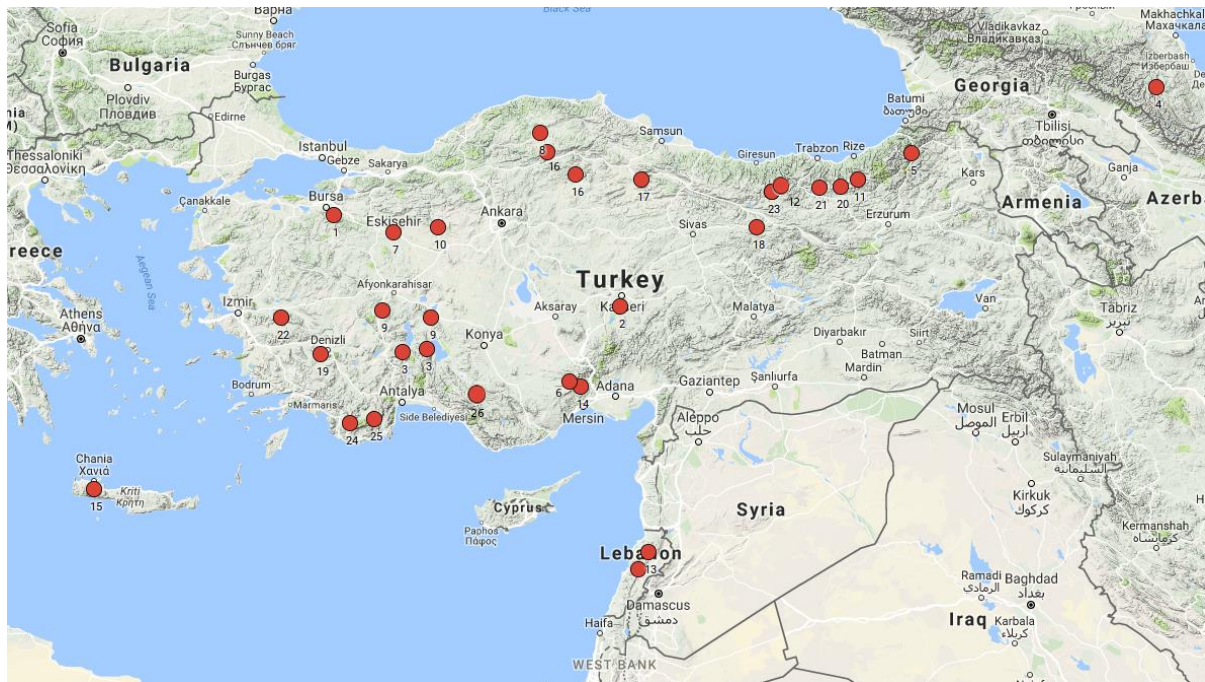 Варна
Black Sea
Sofia
София
Sunny Beach
Слънчев бряг
Bulgaria
Burgas
Бургас
Plovdiv
Пловдив
Edirne
Vladikavkaz
Владикавказ
Makhachkal
Махачкала
Izberbash
Избербаш
4
Georgia
Batumi
ბათუმი
Tbilisi
თბილისი
Thessaloniki
Θεσσαλονίκη
Istanbul
Gebze
Sakarya
Samsun
Giresun
Trabzon
Rize
8
16
16
17
5
Kars
Ganja
Çanakkale
Bursa
1
Eskişehir
7
10
Ankara
Sivas
23
12
21
20
11
18
Erzurum
Armenia
Azerb
reece
Aegean Sea
Athens
Αθήνα
Izmir
Afyonkarahisar
Turkey
Aksaray
2
Malatya
Van
Tabriz
تبریز
22
9
9
Konya
Denizli
19
3
3
Diyarbakır
Siirt
Batman
Mardin
Bodrum
Marmaris
Antalya
Side Belediyesi
6
14
Adana
Mersin
Gaziantep
Şanlıurfa
24
25
26
Aleppo
حلب
Mosul
الموصل
Erbil
اربيل
Sulaymaniyah
السليمانية
Chania
Χανιά
15
Kriti
Κρήτη
Cyprus
Paphos
Πάφος
Syria
Kirkuk
كركوك
Kermanshah
کرمانشاه
Lebanon
13
Damascus
دمشق
Haifa
WEST BANK
Ramadi
الرمادي
Baghdad
بغداد
Iraq
Karbala
كربلاء